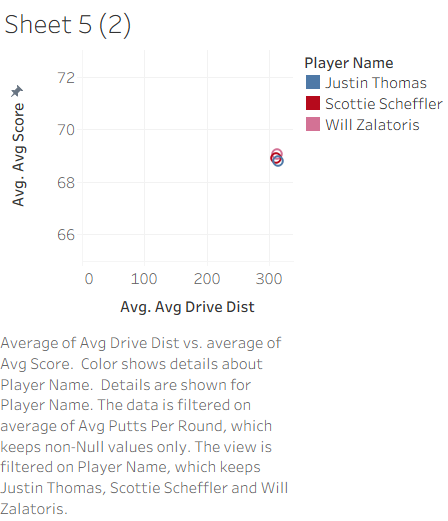 Sheet 5 (2)
Player Name
Justin Thomas
Scottie Scheffler
Will Zalatoris
Avg. Avg Score
72
70
68
66
0 100 200 300
Avg. Avg Drive Dist
Average of Avg Drive Dist vs. average of
Avg Score. Color shows details about
Player Name. Details are shown for
Player Name. The data is filtered on
average of Avg Putts Per Round, which
keeps non-Null values only. The view is
filtered on Player Name, which keeps
Justin Thomas, Scottie Scheffler and Will
Zalatoris.